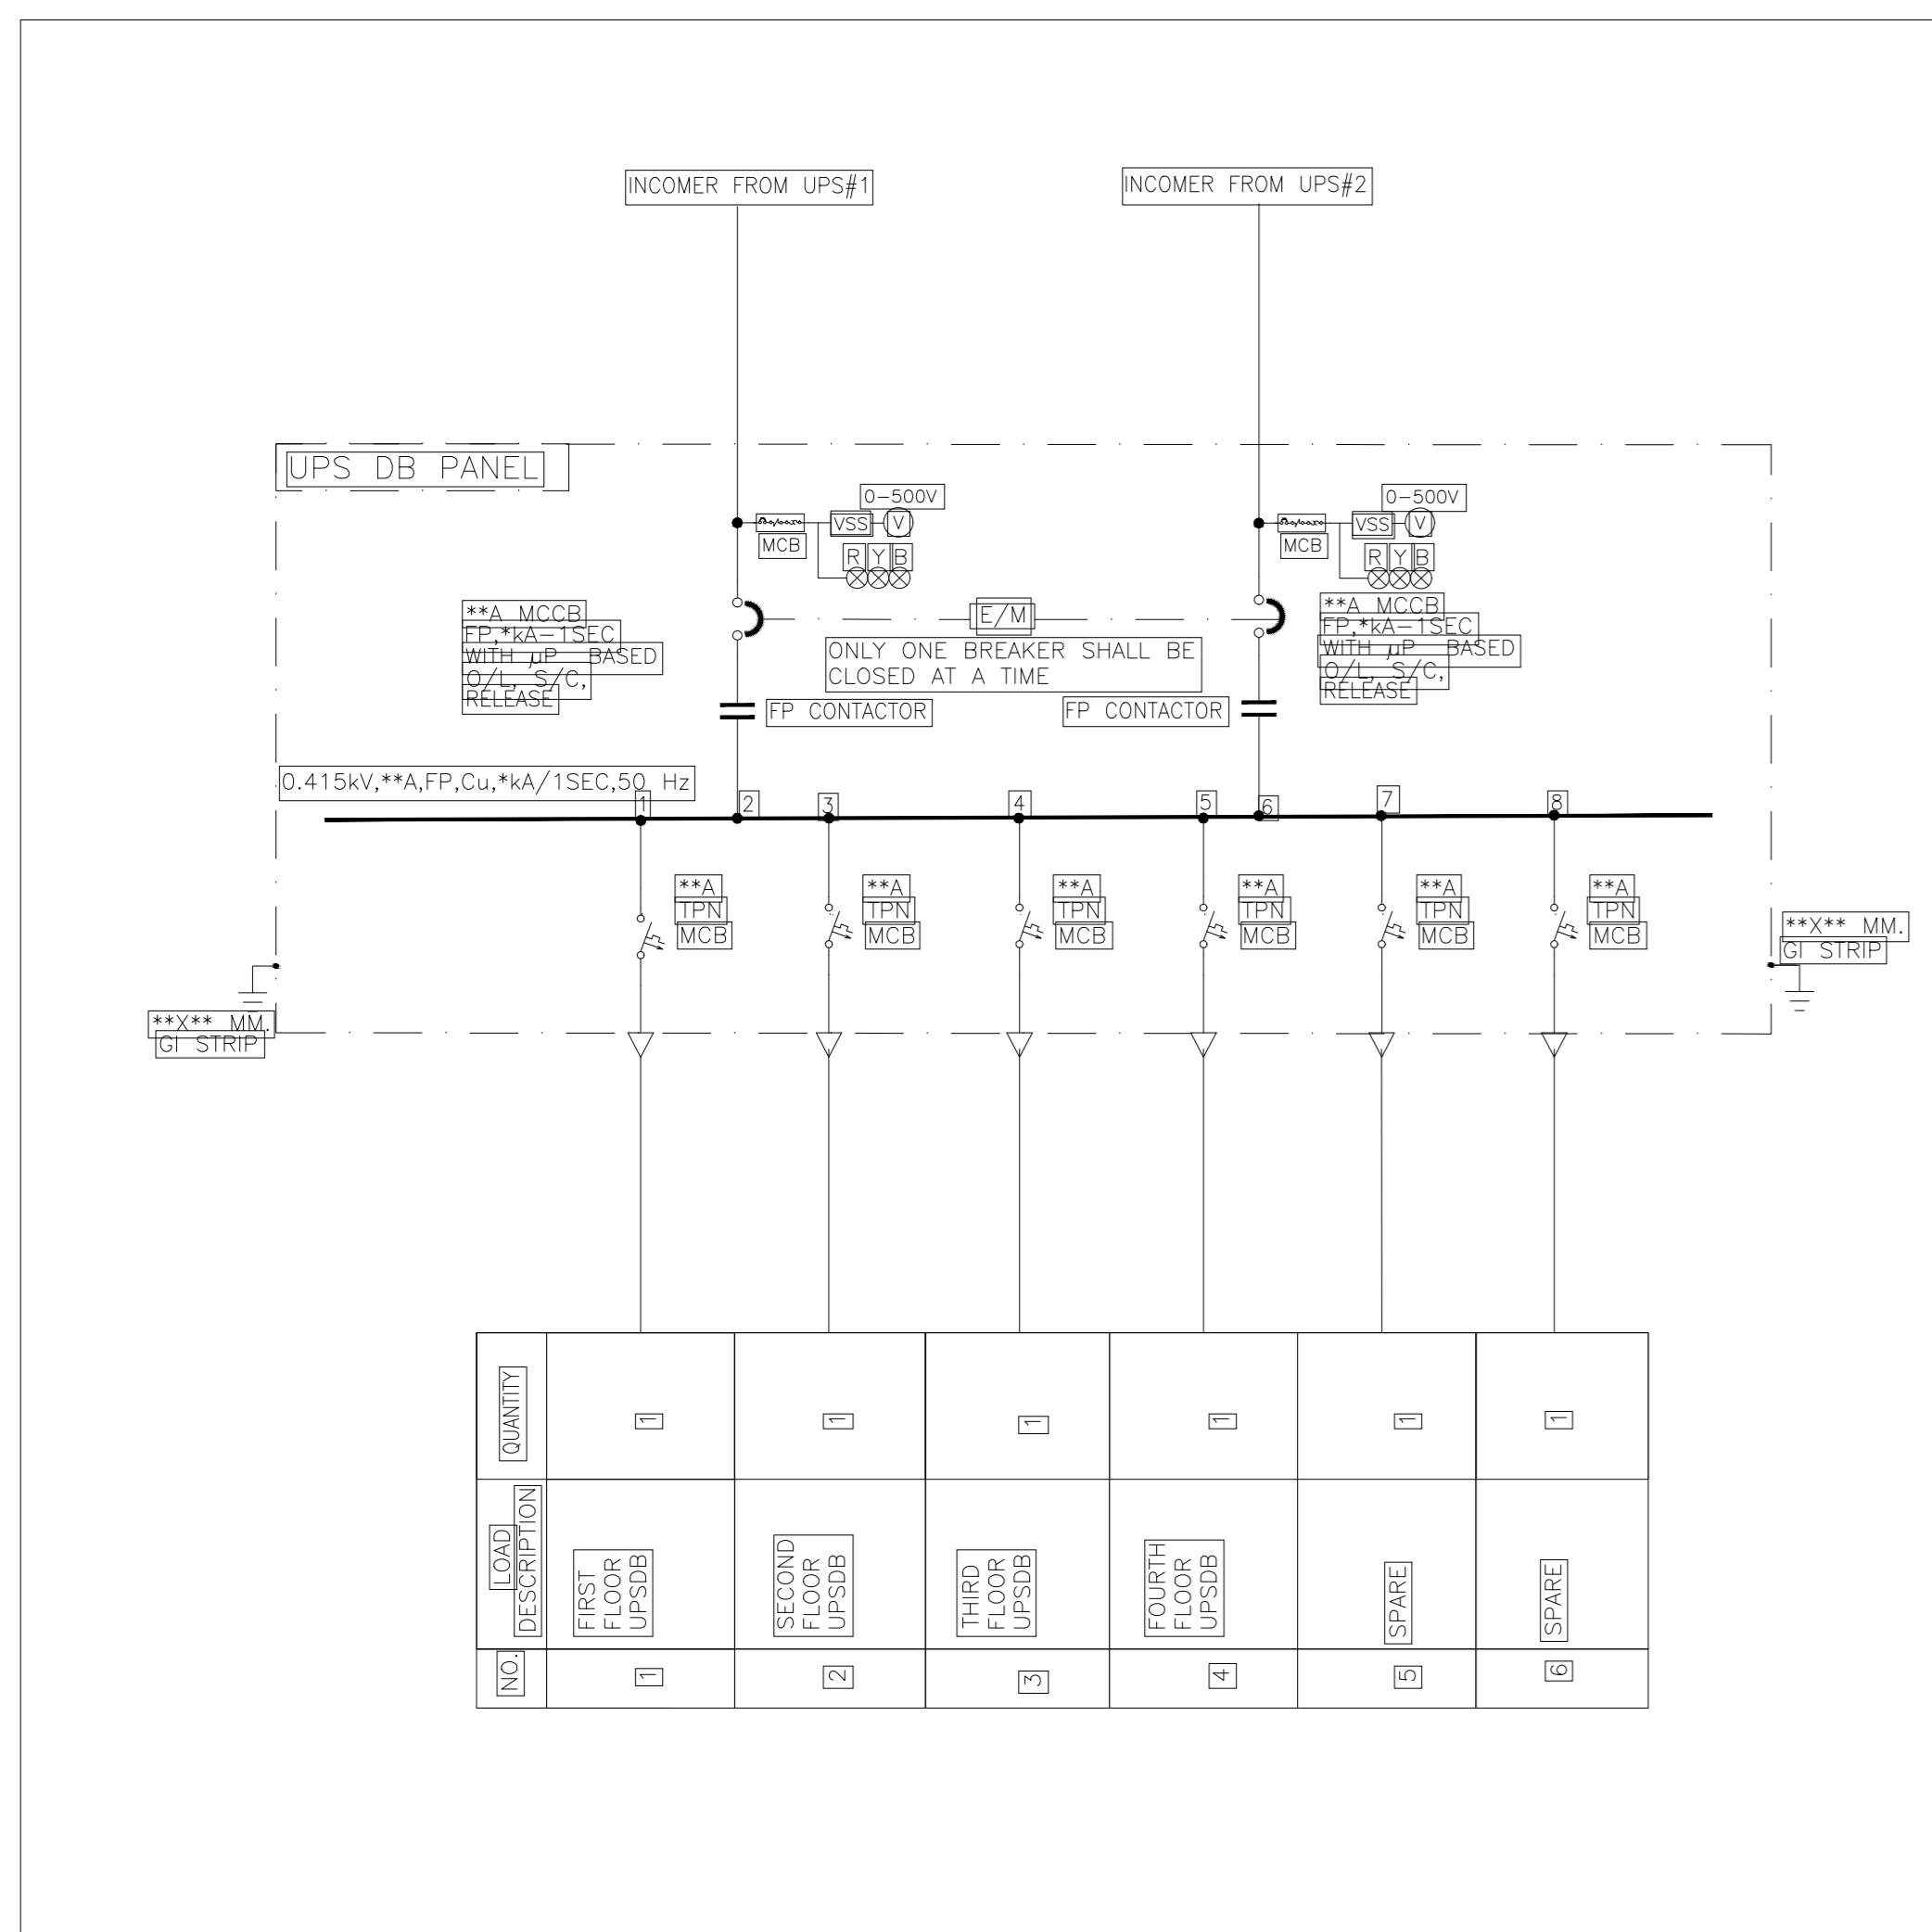 INCOMER FROM UPS#1
INCOMER FROM UPS#2
UPS DB PANEL
0-500V
VSS
V
MCB
R Y B
0-500V
VSS
V
MCB
R Y B
**A MCCB
FP,*kA-1SEC
WITH μP BASED
O/L, S/C,
RELEASE
E/M
ONLY ONE BREAKER SHALL BE
CLOSED AT A TIME
**A MCCB
FP,*kA-1SEC
WITH μP BASED
O/L, S/C,
RELEASE
FP CONTACTOR
FP CONTACTOR
0.415kV,**A,FP,Cu,*kA/1SEC,50 Hz
1
2
3
4
5
6
7
8
**A
TPN
MCB
**A
TPN
MCB
**A
TPN
MCB
**A
TPN
MCB
**A
TPN
MCB
**A
TPN
MCB
**X** MM.
GI STRIP
**X** MM.
GI STRIP
QUANTITY
1
1
1
1
1
1
LOAD
DESCRIPTION
FIRST
FLOOR
UPSDB
SECOND
FLOOR
UPSDB
THIRD
FLOOR
UPSDB
FOURTH
FLOOR
UPSDB
SPARE
SPARE
NO.
1
2
3
4
5
6